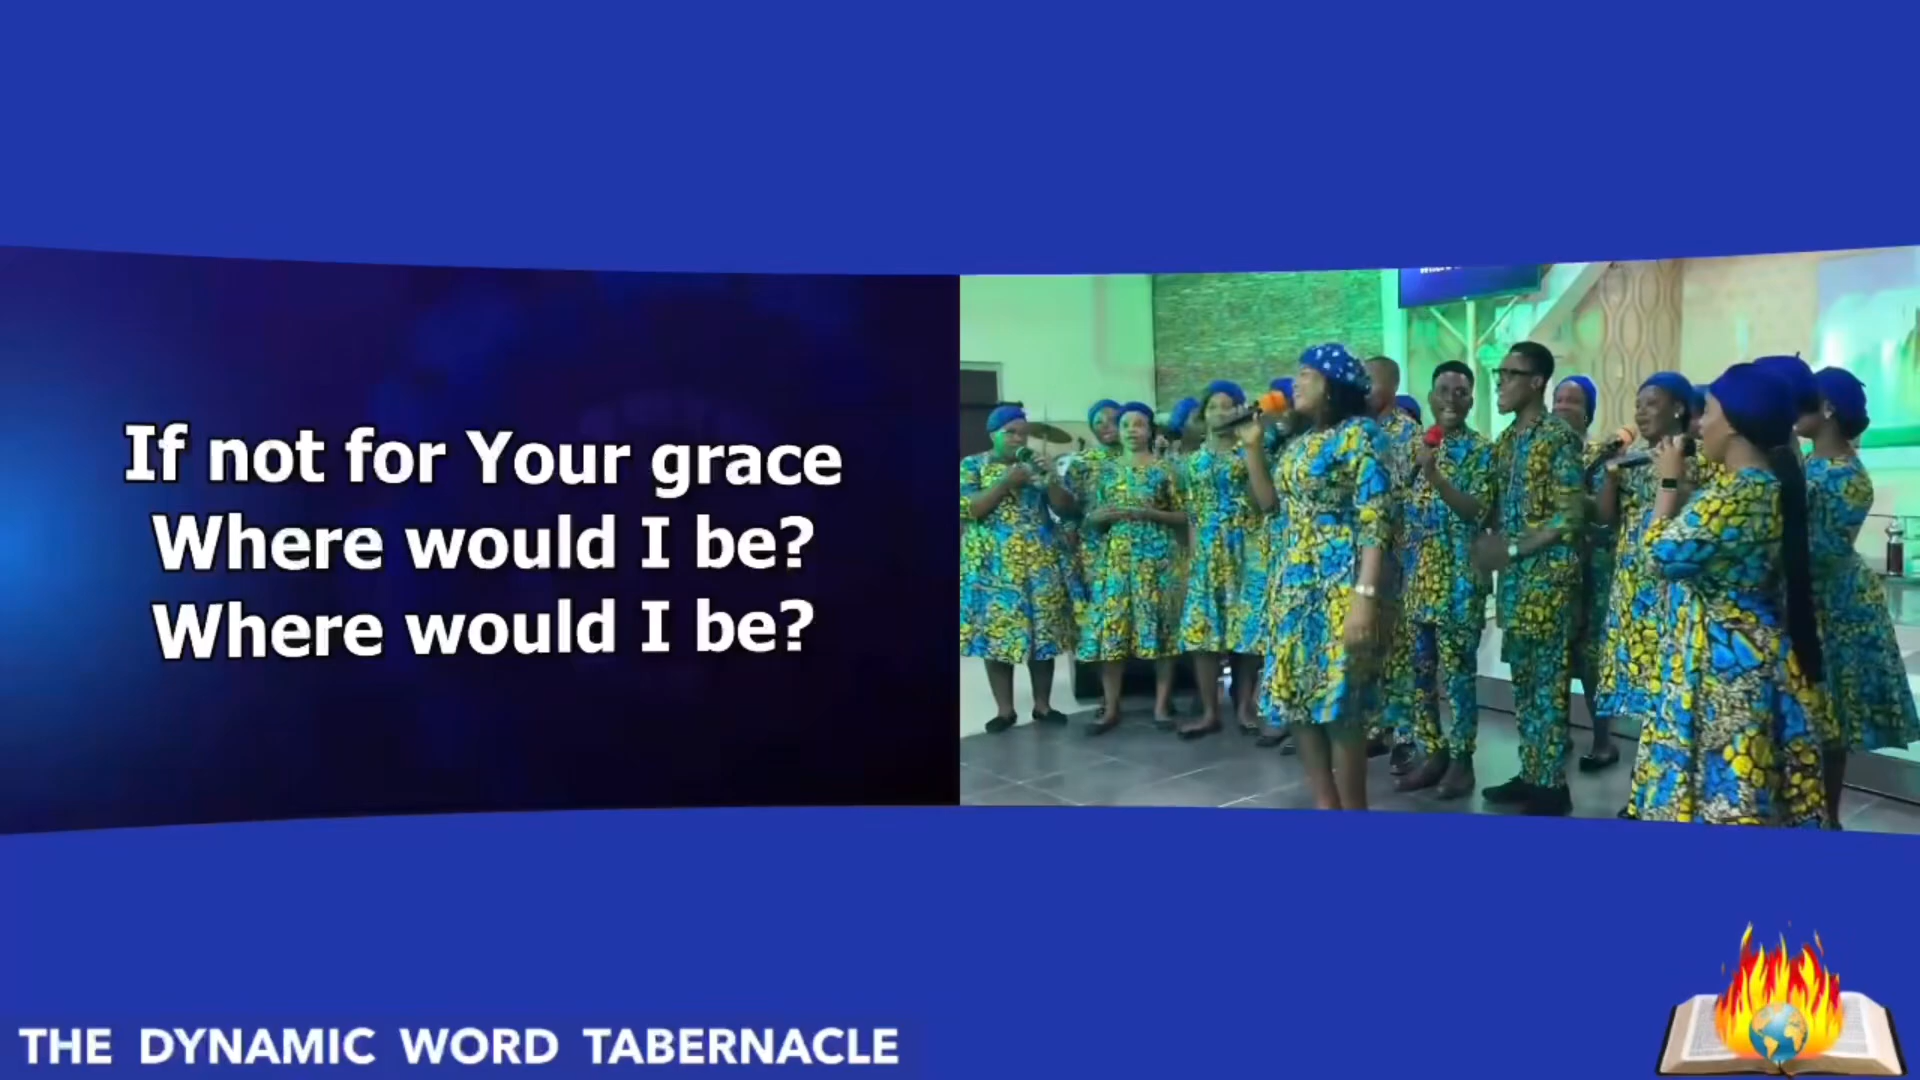 If not for Your grace
Where would I be?
Where would I be?
THE DYNAMIC WORD TABERNACLE